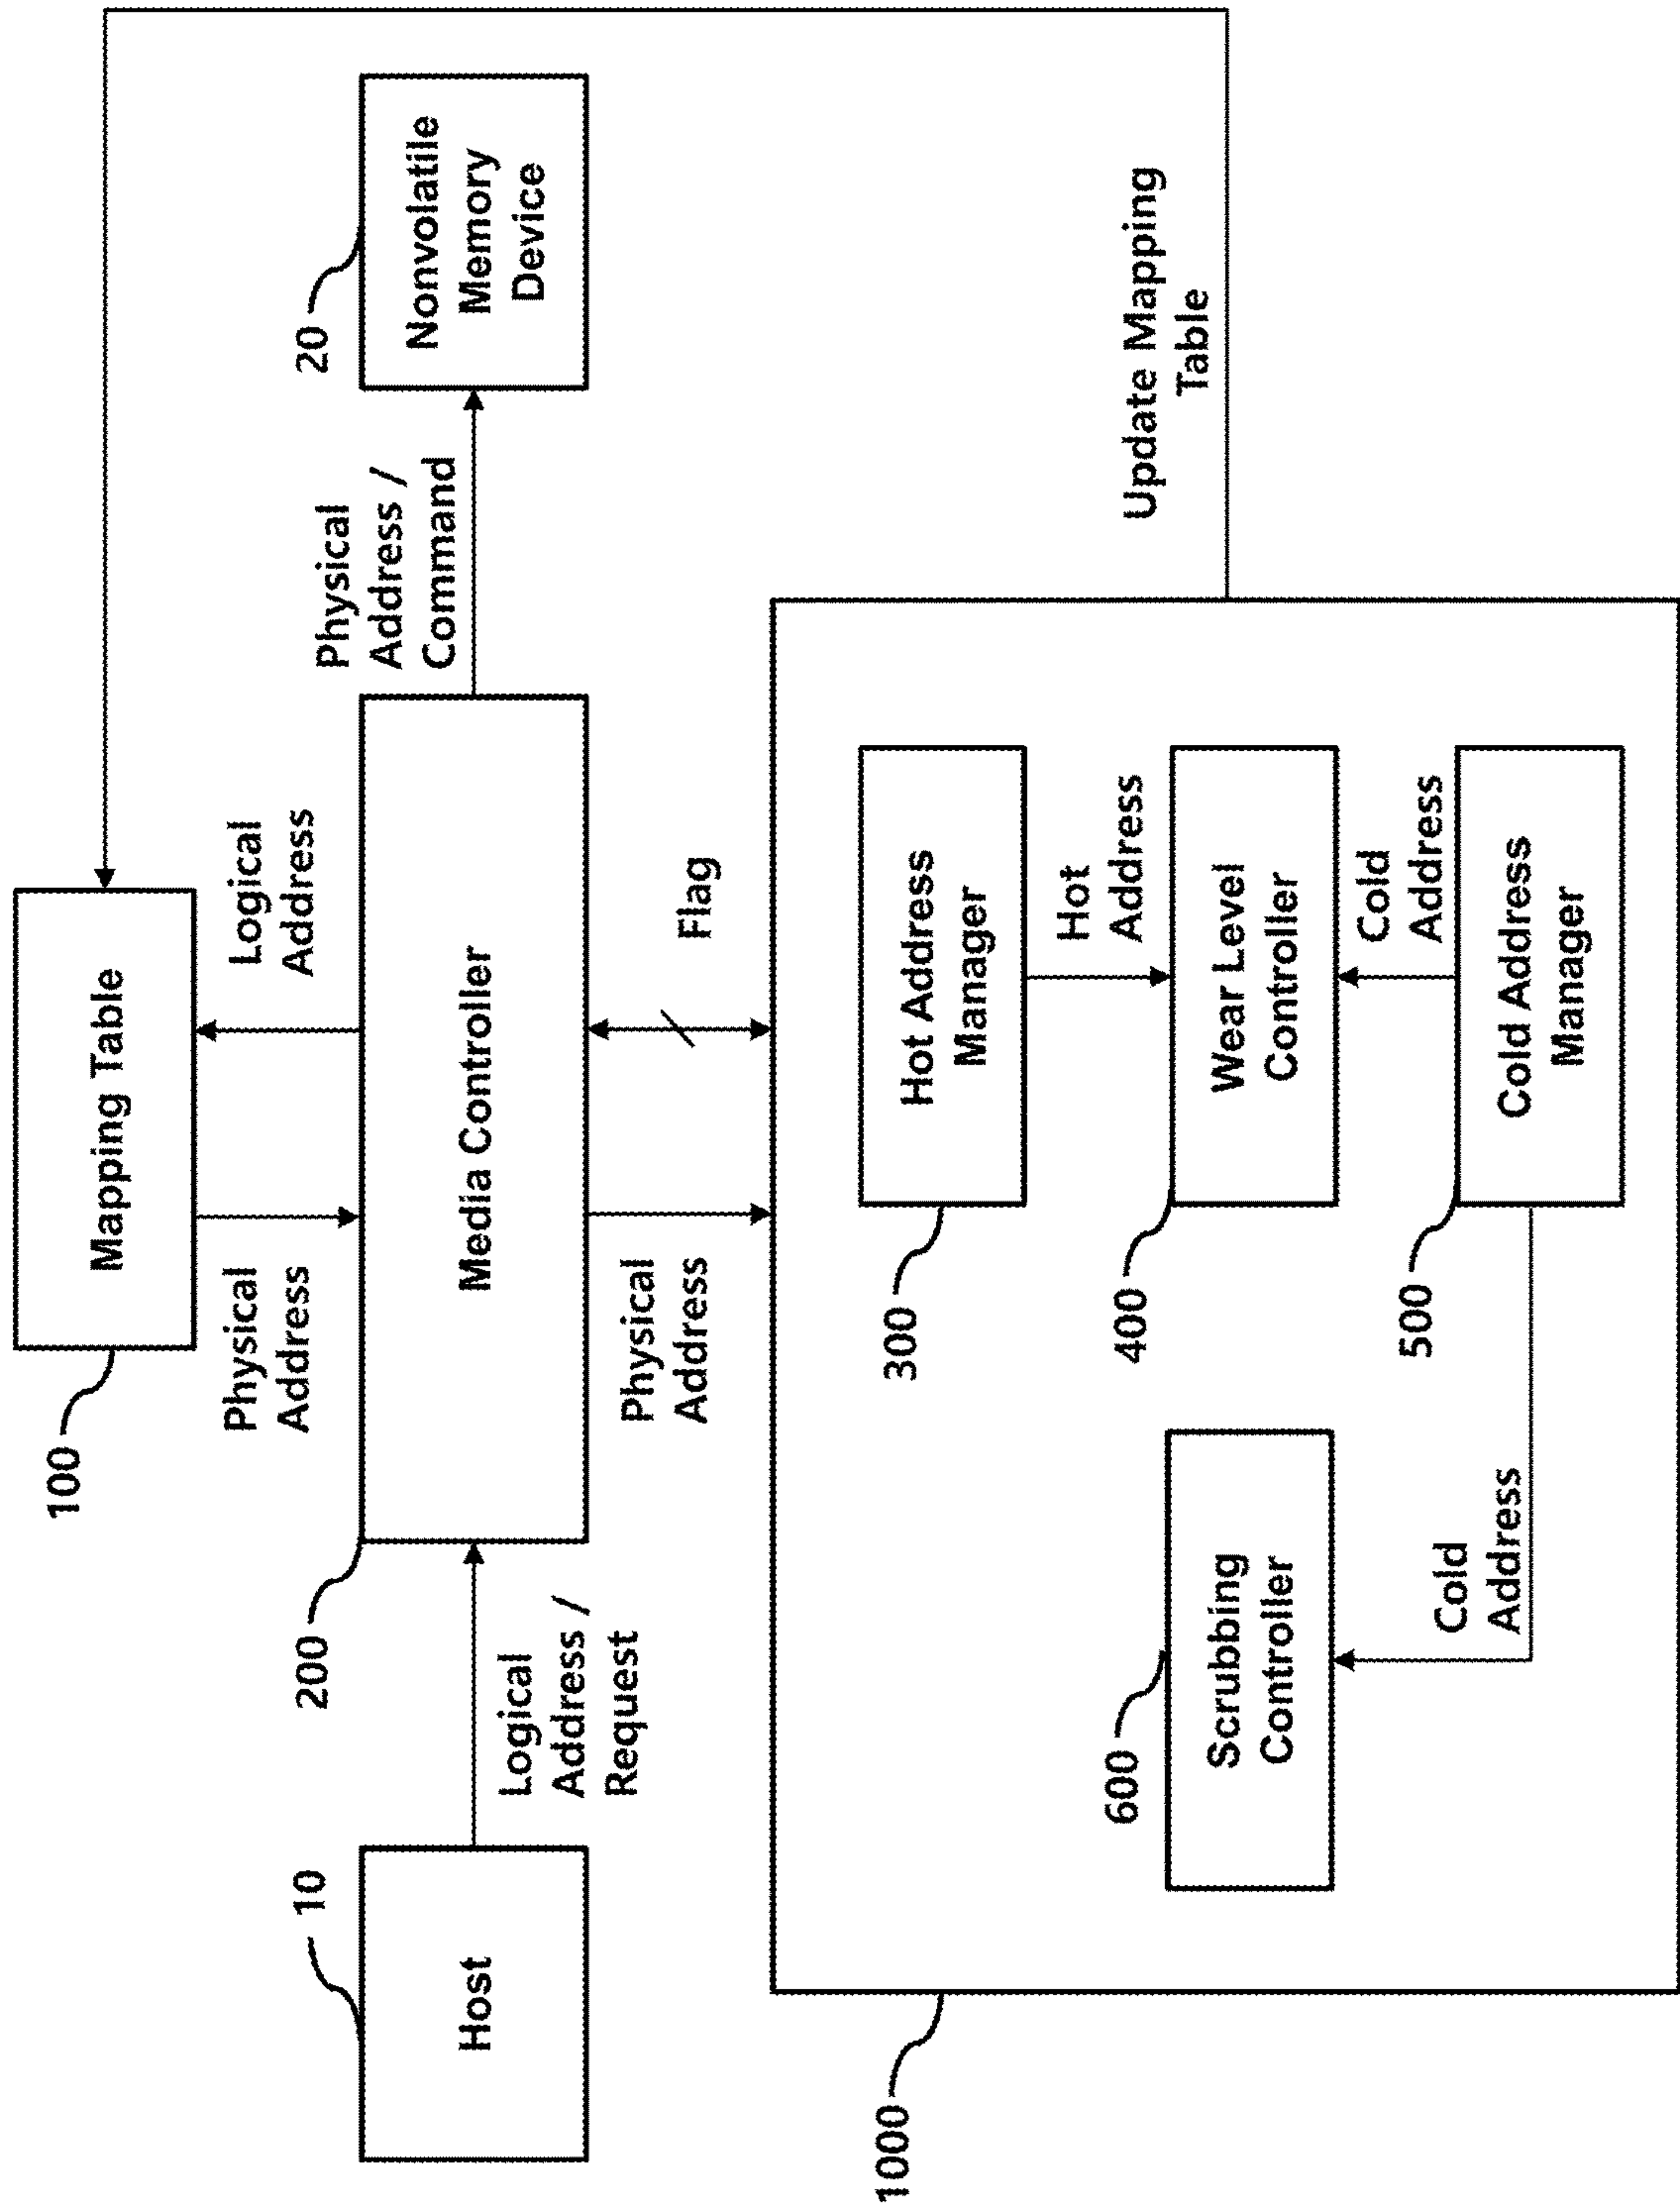 100
Mapping Table
Physical
Address
Logical
Address
10
Host
Logical
Address /
Request
200
Media Controller
Physical
Address /
Command
20
Nonvolatile
Memory
Device
Physical
Address
Flag
Update Mapping
Table
1000
600
Scrubbing
Controller
Cold
Address
300
Hot Address
Manager
Hot
Address
400
Wear Level
Controller
Cold
Address
500
Cold Address
Manager